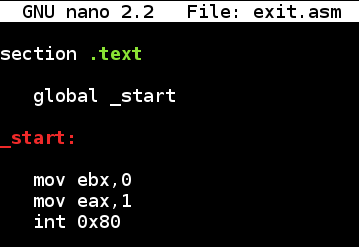 GNU nano 2.2   File: exit.asm
section .text
global _start
_start:
mov ebx,0
mov eax,1
int 0x80